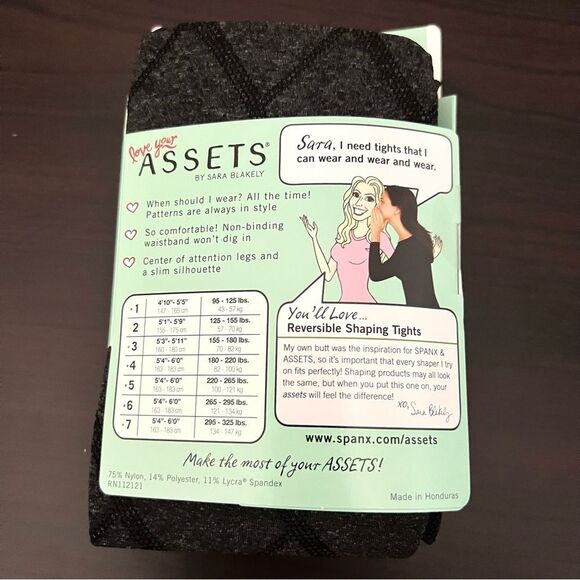 love your
ASSETS®
BY SARA BLAKELY
When should I wear? All the time!
Patterns are always in style
So comfortable! Non-binding
waistband won't dig in
Center of attention legs and
a slim silhouette
Sara, I need tights that I
can wear and wear and wear.
•1 4'10"- 5'5" 95 - 125 lbs.
147 - 165 cm 43 - 57 kg
2 5'1"- 5'9" 125 - 155 lbs.
155 - 175 cm 57 - 70 kg
•3 5'3"- 5'11" 155 - 180 lbs.
160 - 180 cm 70 - 82 kg
•4 5'4"- 6'0" 180 - 220 lbs.
163 - 183 cm 82 - 100 kg
•5 5'4"- 6'0" 220 - 265 lbs.
163 - 183 cm 100 - 121 kg
•6 5'4"- 6'0" 265 - 295 lbs.
163 - 183 cm 121 - 134 kg
•7 5'4"- 6'0" 295 - 325 lbs.
163 - 183 cm 134 - 147 kg
You'll Love...
Reversible Shaping Tights
My own butt was the inspiration for SPANX &
ASSETS, so it's important that every shaper I try
on fits perfectly! Shaping products may all look
the same, but when you put this one on, your
assets will feel the difference!
xo, Sara Blakely
www.spanx.com/assets
Make the most of your ASSETS!
75% Nylon, 14% Polyester, 11% Lycra® Spandex
RN112121
Made in Honduras